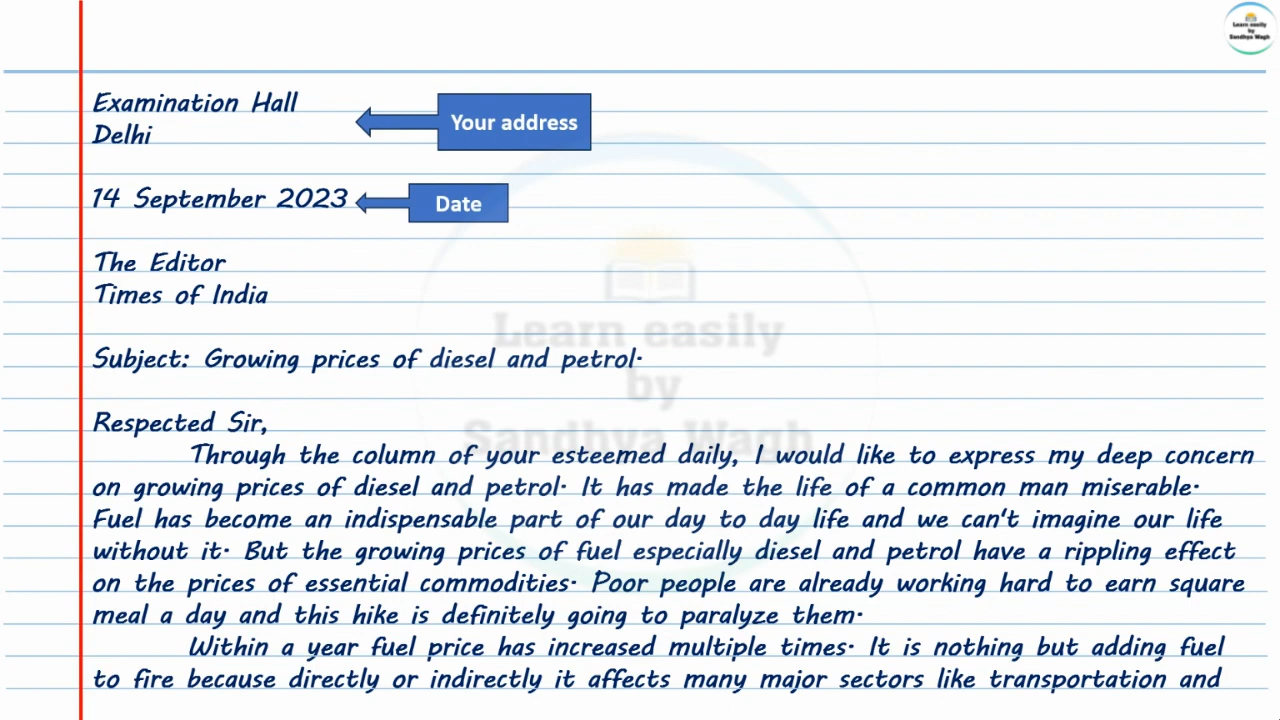 Learn easily
by
Sandhya Wagh
Examination Hall
Your address
Delhi
14 September 2023
Date
The Editor
Times of India
Subject: Growing prices of diesel and petrol.
Respected Sir,
Through the column of your esteemed daily, I would like to express my deep concern
on growing prices of diesel and petrol. It has made the life of a common man miserable.
Fuel has become an indispensable part of our day to day life and we can't imagine our life
without it. But the growing prices of fuel especially diesel and petrol have a rippling effect
on the prices of essential commodities. Poor people are already working hard to earn square
meal a day and this hike is definitely going to paralyze them.
Within a year fuel price has increased multiple times. It is nothing but adding fuel
to fire because directly or indirectly it affects many major sectors like transportation and
Learn easily
by
Sandhya Wagh